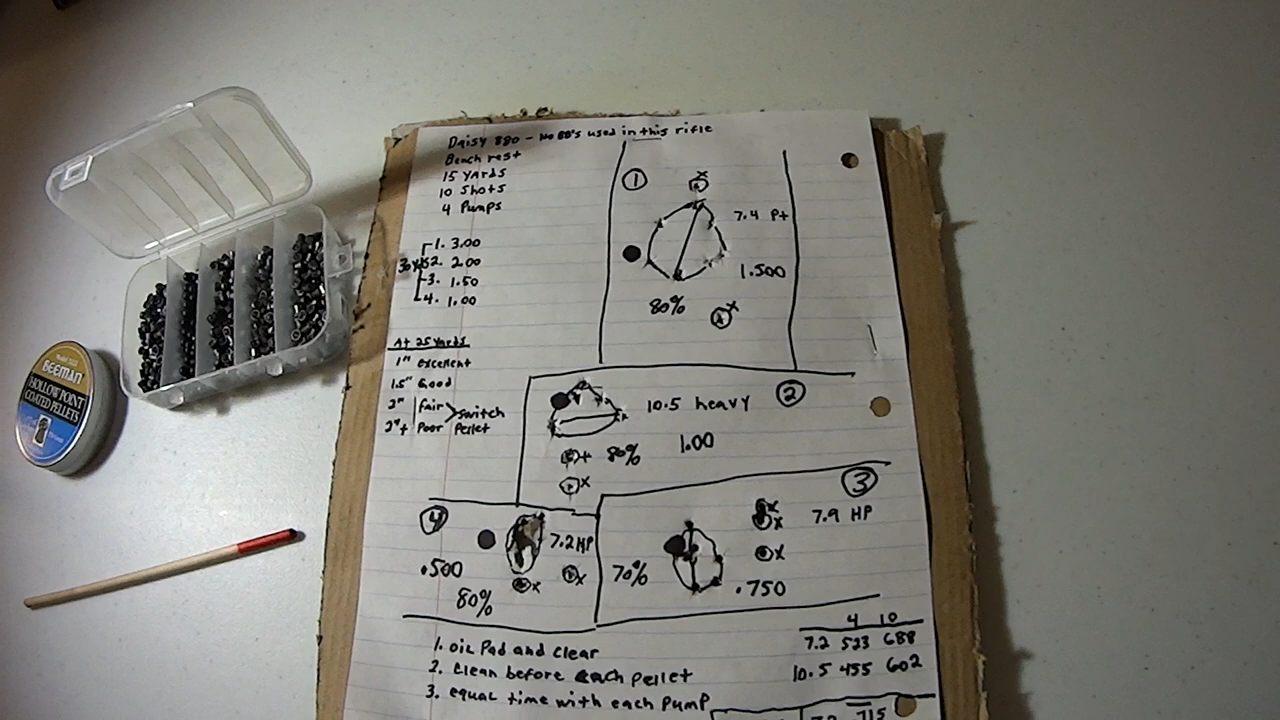 Daisy 880 - No BB's used in this rifle
Bench rest
15 yards
10 Shots
4 Pumps
1. 3.00
2. 2.00
3. 1.50
4. 1.00
At 25 yards
1" Excellent
1.5" Good
2" Fair
2"+ Poor
Switch
Pellet
1
x
7.4 Pt
1.500
80%
x
2
10.5 heavy
1.00
+ 80%
x
3
x
x
7.9 HP
x
70%
.750
4
7.2 HP
.500
x
x
80%
1. oil Pad and Clear
2. Clean before each pellet
3. equal time with each Pump
4 10
7.2 523 688
10.5 455 602
715
BEEMAN
HOLLOW POINT
COATED PELLETS